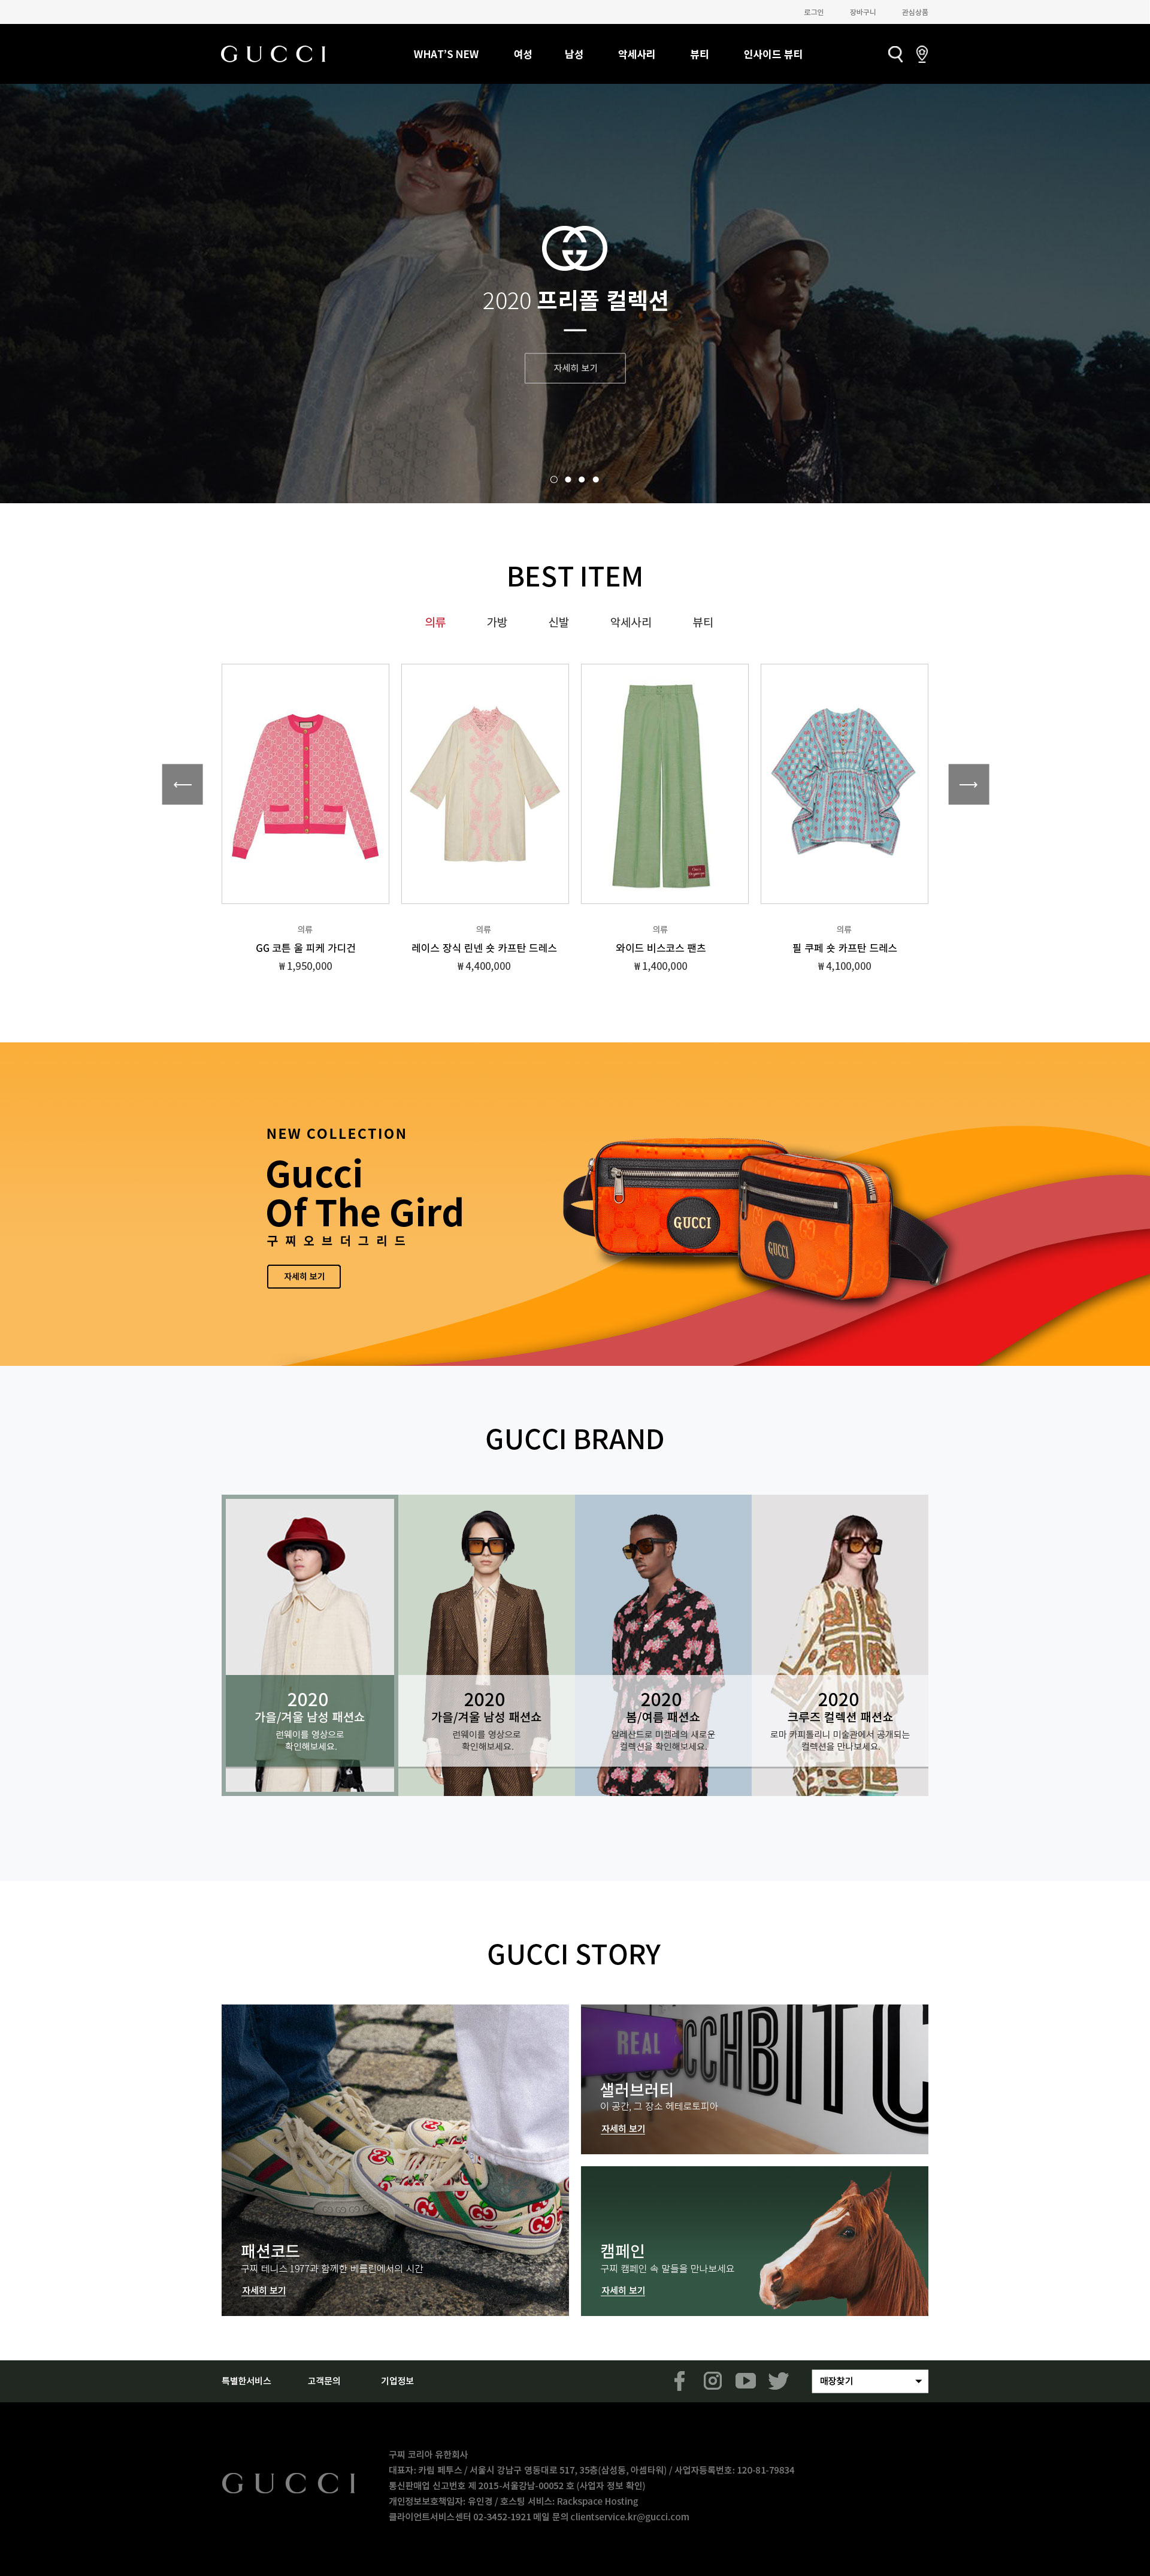 로그인 장바구니 관심상품
GUCCI WHAT'S NEW 여성 남성 악세사리 뷰티 인사이드 뷰티
2020 프리폴 컬렉션
자세히 보기
BEST ITEM
의류 가방 신발 악세사리 뷰티
의류 의류 의류 의류
GG 코튼 울 피케 가디건 레이스 장식 린넨 숏 카프탄 드레스 와이드 비스코스 팬츠 필 쿠페 숏 카프탄 드레스
₩ 1,950,000 ₩ 4,400,000 ₩ 1,400,000 ₩ 4,100,000
NEW COLLECTION
Gucci
Of The Gird
구찌오브더그리드
자세히 보기
GUCCI
GUCCI
GUCCI BRAND
2020 2020 2020 2020
가을/겨울 남성 패션쇼 가을/겨울 남성 패션쇼 봄/여름 패션쇼 크루즈 컬렉션 패션쇼
런웨이를 영상으로 런웨이를 영상으로 알레산드로 미켈레의 새로운 로마 카피톨리니 미술관에서 공개되는
확인해보세요. 확인해보세요. 컬렉션을 확인해보세요. 컬렉션을 만나보세요.
GUCCI STORY
REAL
샐러브러티
이 공간, 그 장소 헤테로토피아
자세히 보기
패션코드
구찌 테니스 1977과 함께한 베를린에서의 시간
자세히 보기
캠페인
구찌 캠페인 속 말들을 만나보세요
자세히 보기
특별한서비스 고객문의 기업정보 매장찾기
GUCCI
구찌 코리아 유한회사
대표자: 카림 페투스 / 서울시 강남구 영동대로 517, 35층(삼성동, 아셈타워) / 사업자등록번호: 120-81-79834
통신판매업 신고번호 제 2015-서울강남-00052 호 (사업자 정보 확인)
개인정보보호책임자: 유인경 / 호스팅 서비스: Rackspace Hosting
클라이언트서비스센터 02-3452-1921 메일 문의 clientservice.kr@gucci.com